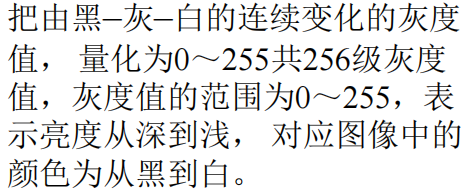 把由黑–灰–白的连续变化的灰度
值， 量化为0～255共256级灰度
值，灰度值的范围为0～255，表
示亮度从深到浅， 对应图像中的
颜色为从黑到白。